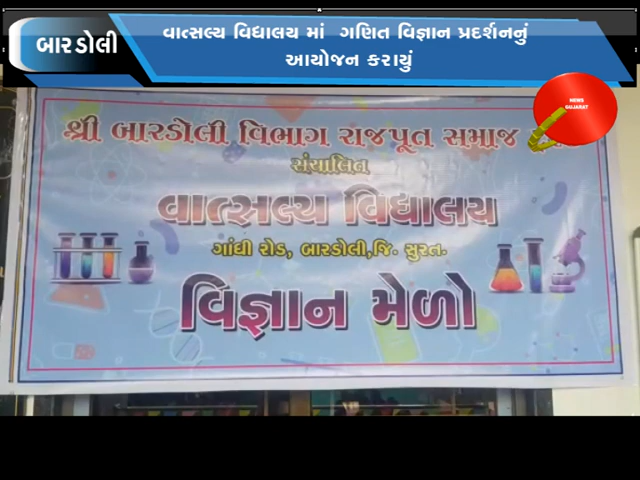 બારડોલી
વાત્સલ્ય વિધાલય માં ગણિત વિજ્ઞાન પ્રદર્શનનું
આયોજન કરાયું
NEWS
GUJARAT
શ્રી બારડોલી વિભાગ રાજપૂત સમાજ
સંચાલિત
વાત્સલ્ય વિદ્યાલય
ગાંધી રોડ, બારડોલી,જિ. સુરત.
વિજ્ઞાન મેળો